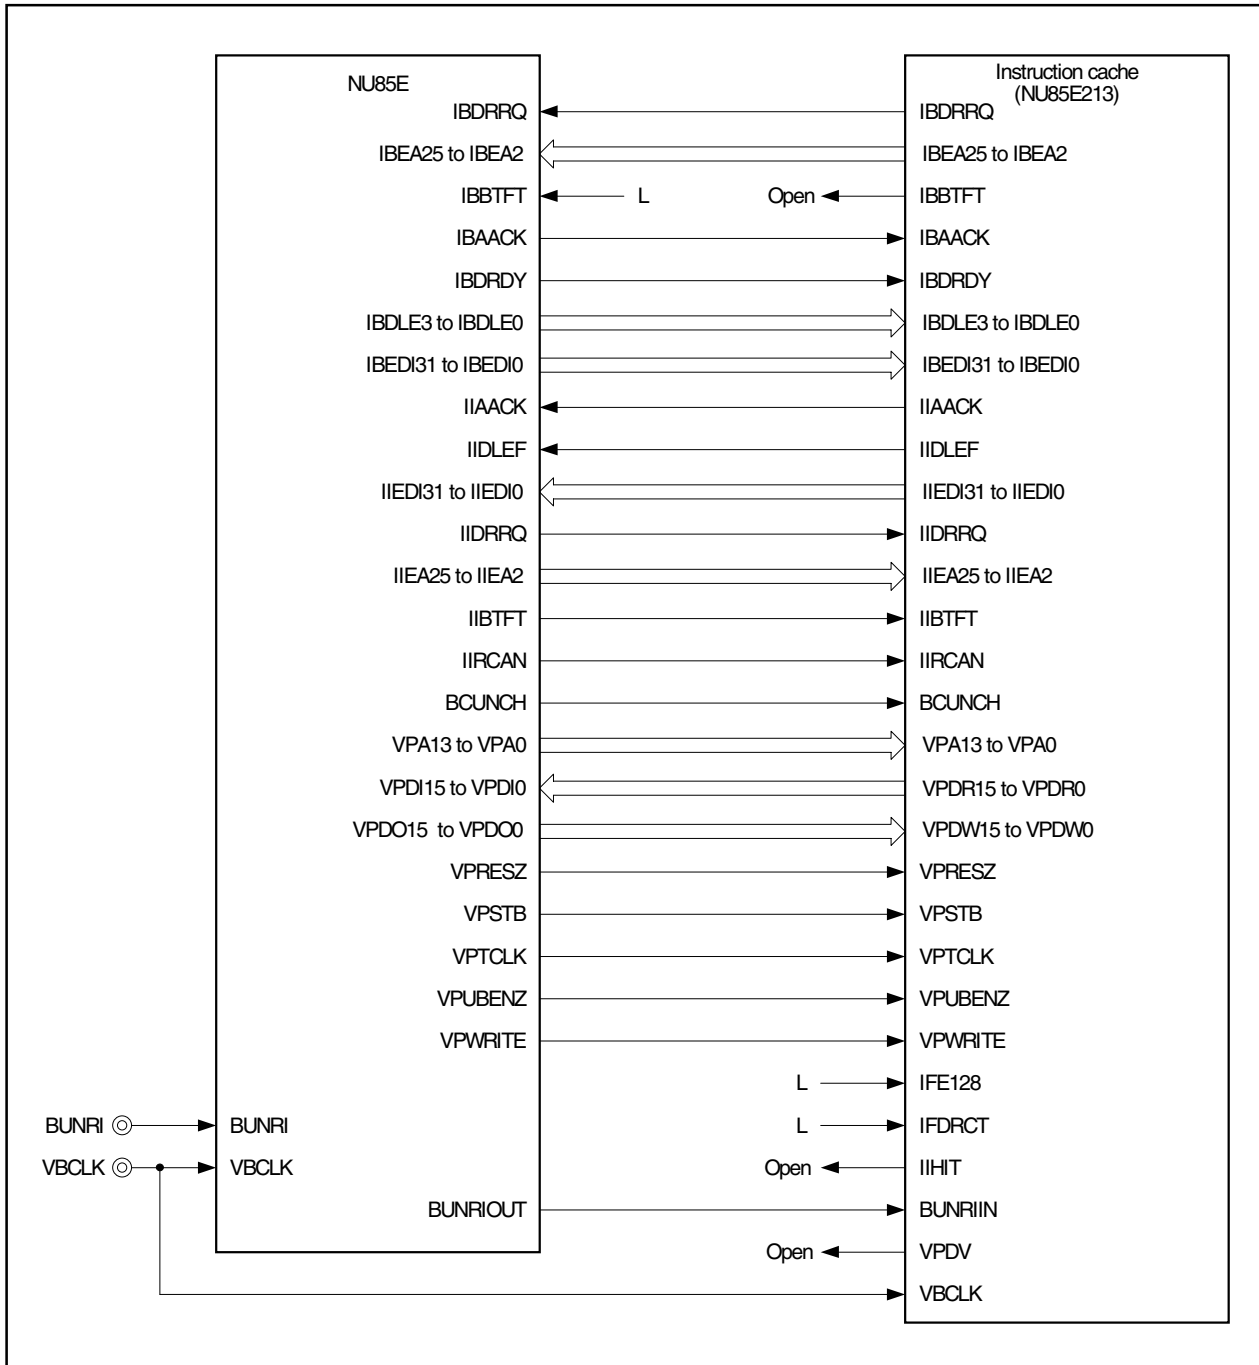 NU85E
Instruction cache
(NU85E213)
IBDRRQ IBDRRQ
IBEA25 to IBEA2 IBEA25 to IBEA2
IBBTFT L Open IBBTFT
IBAACK IBAACK
IBDRDY IBDRDY
IBDLE3 to IBDLE0 IBDLE3 to IBDLE0
IBEDI31 to IBEDI0 IBEDI31 to IBEDI0
IIAACK IIAACK
IIDLEF IIDLEF
IIEDI31 to IIEDI0 IIEDI31 to IIEDI0
IIDRRQ IIDRRQ
IIEA25 to IIEA2 IIEA25 to IIEA2
IIBTFT IIBTFT
IIRCAN IIRCAN
BCUNCH BCUNCH
VPA13 to VPA0 VPA13 to VPA0
VPDI15 to VPDI0 VPDR15 to VPDR0
VPDO15 to VPDO0 VPDW15 to VPDW0
VPRESZ VPRESZ
VPSTB VPSTB
VPTCLK VPTCLK
VPUBENZ VPUBENZ
VPWRITE VPWRITE
L IFE128
BUNRI BUNRI L IFDRCT
VBCLK VBCLK Open IIHIT
BUNRIOUT BUNRIIN
Open VPDV
VBCLK